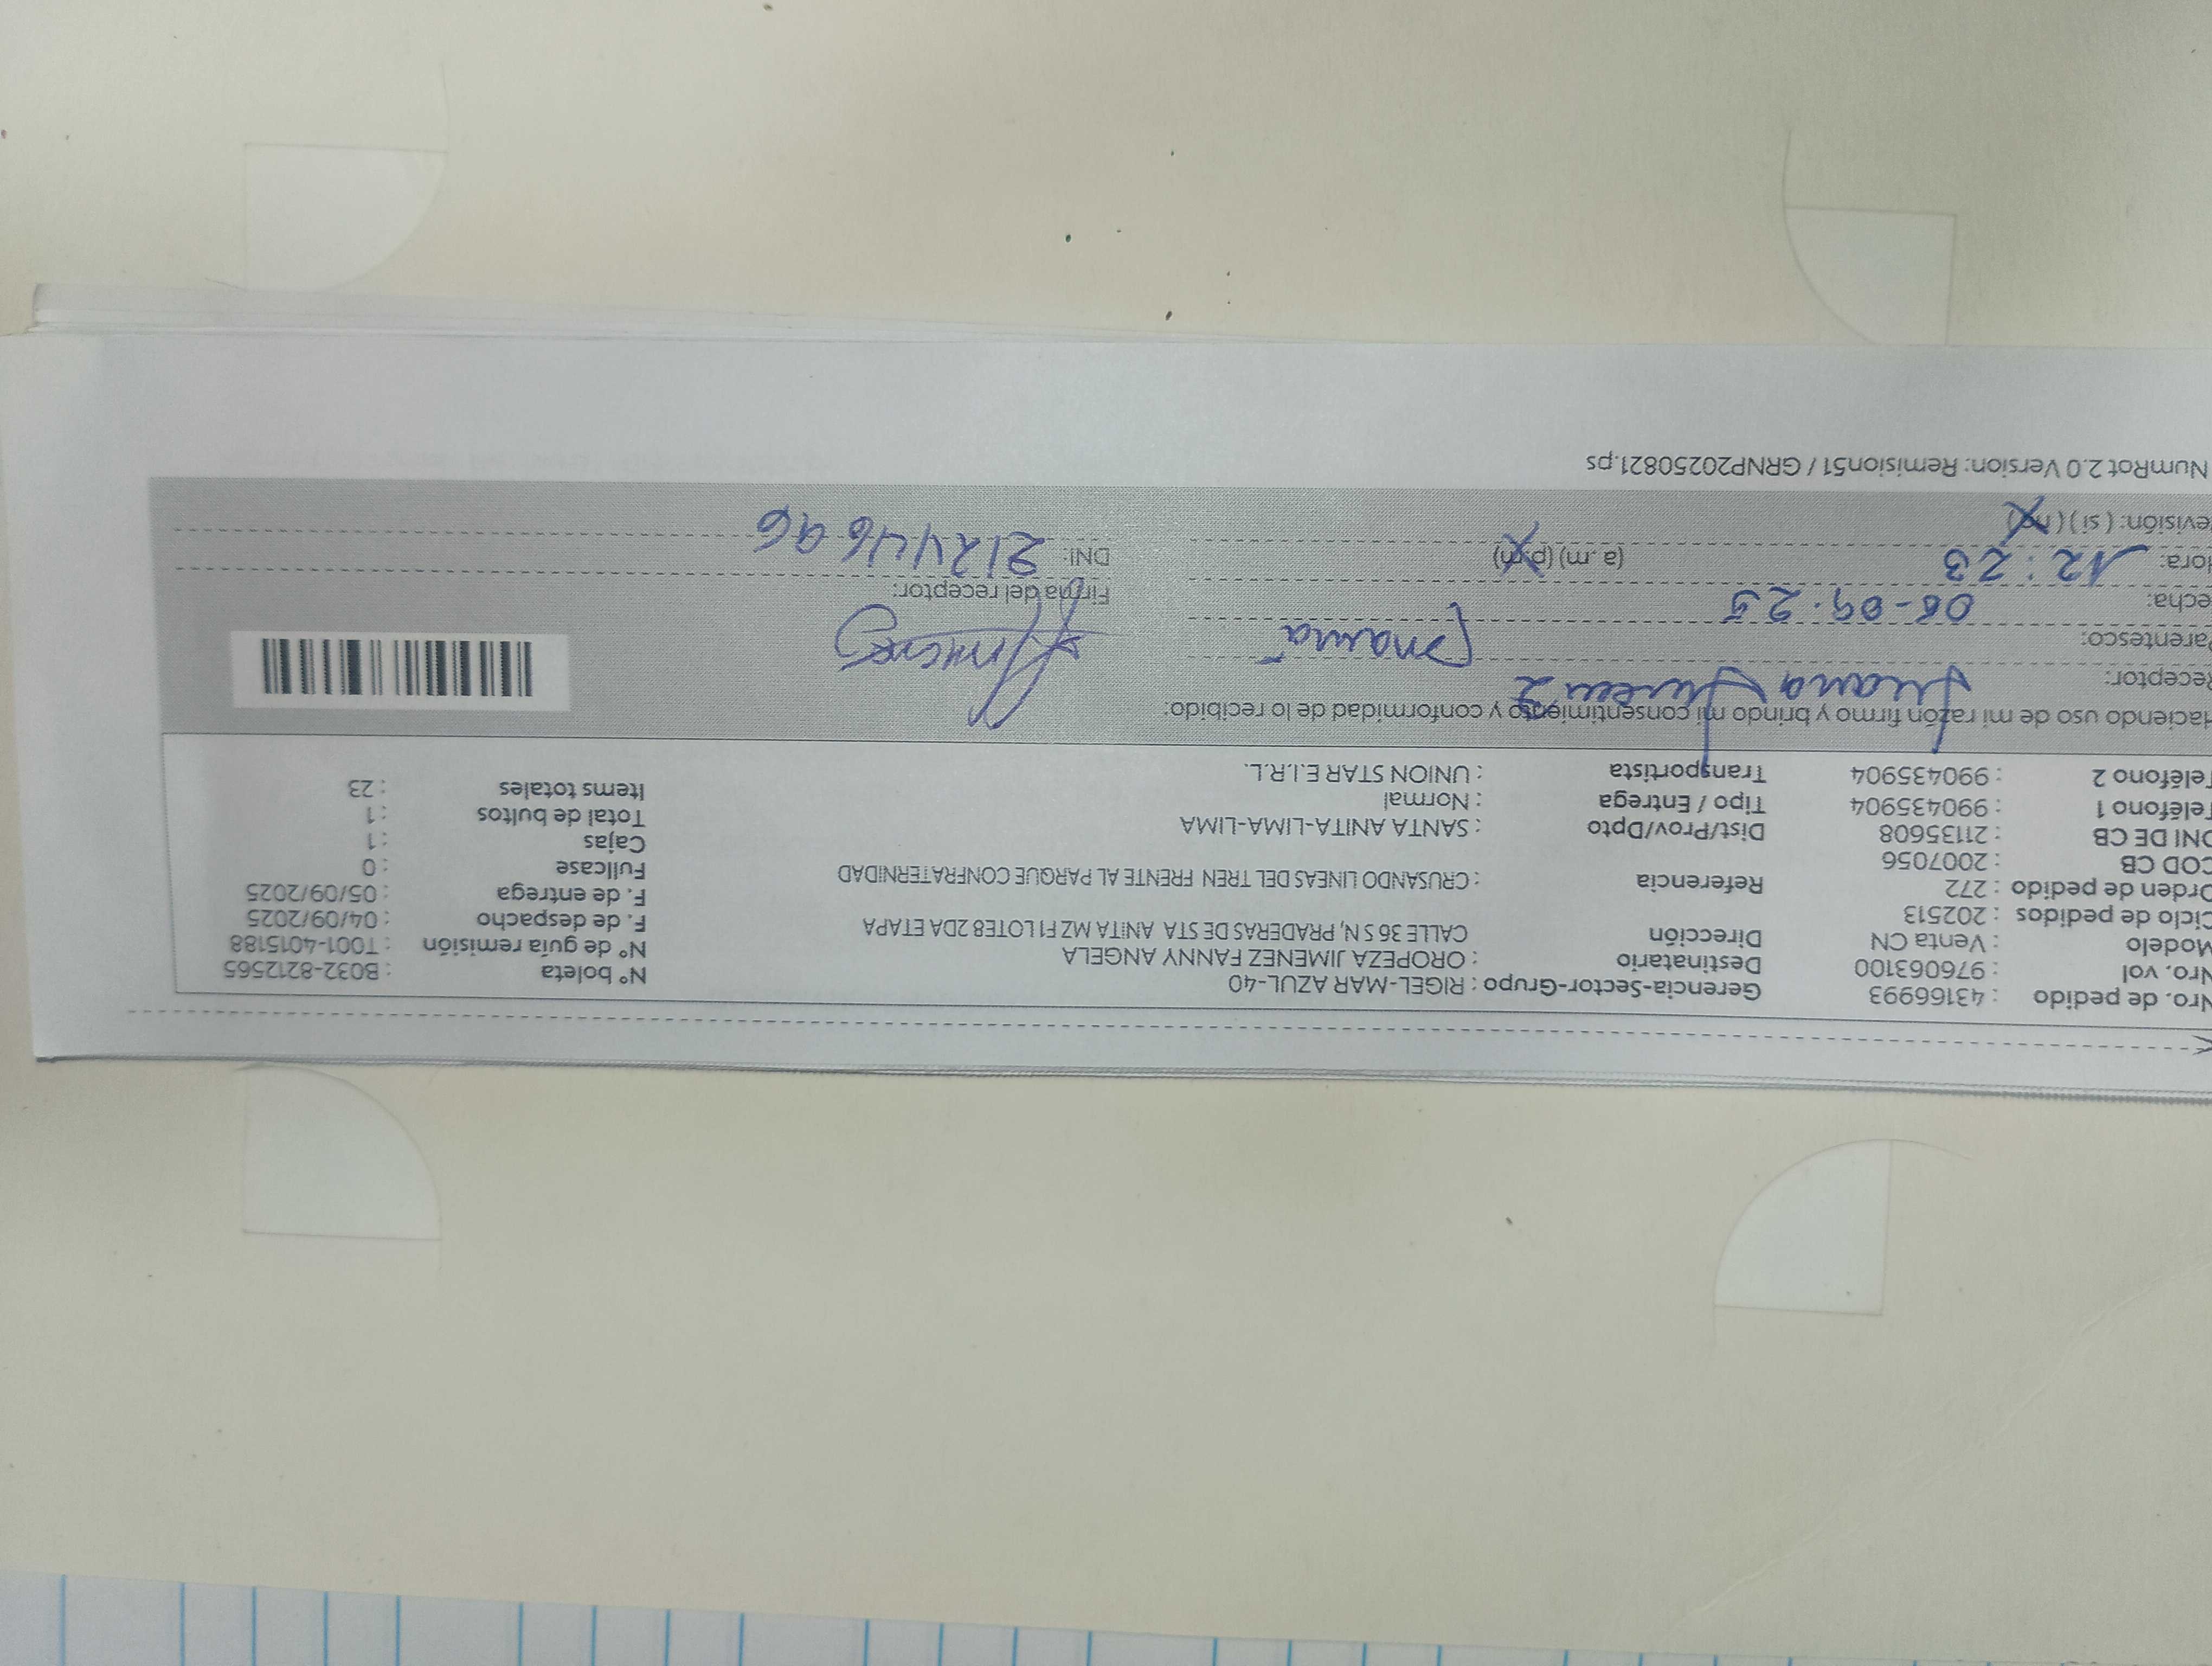 Nro. de pedido : 43166993 Gerencia-Sector-Grupo : RIGEL-MAR AZUL-40 N° boleta : B032-8212565
Nro. vol : 976063100 Destinatario : OROPEZA JIMENEZ FANNY ANGELA N° de guía remisión : T001-4015188
Modelo : Venta CN Dirección CALLE 36 S N, PRADERAS DE STA ANITA MZ F1 LOTE8 2DA ETAPA F. de despacho : 04/09/2025
Ciclo de pedidos : 202513 F. de entrega : 05/09/2025
Orden de pedido : 272 Referencia : CRUSANDO LINEAS DEL TREN FRENTE AL PARQUE CONFRATERNIDAD Fullcase : 0
COD CB : 2007056 Cajas : 1
DNI DE CB : 21135608 Dist/Prov/Dpto : SANTA ANITA-LIMA-LIMA Total de bultos : 1
Teléfono 1 : 990435904 Tipo / Entrega : Normal Items totales : 23
Teléfono 2 : 990435904 Transportista : UNION STAR E.I.R.L.
Haciendo uso de mi razón firmo y brindo mi consentimiento y conformidad de lo recibido:
Receptor: Juana
Parentesco: mama
Fecha: 05-09-25 Firma del receptor:
Hora: 12:23 (a. m) (p.m) DNI: 21244696
evisión: ( si ) ( no )
NumRot 2.0 Version: Remision51 / GRNP20250821.ps